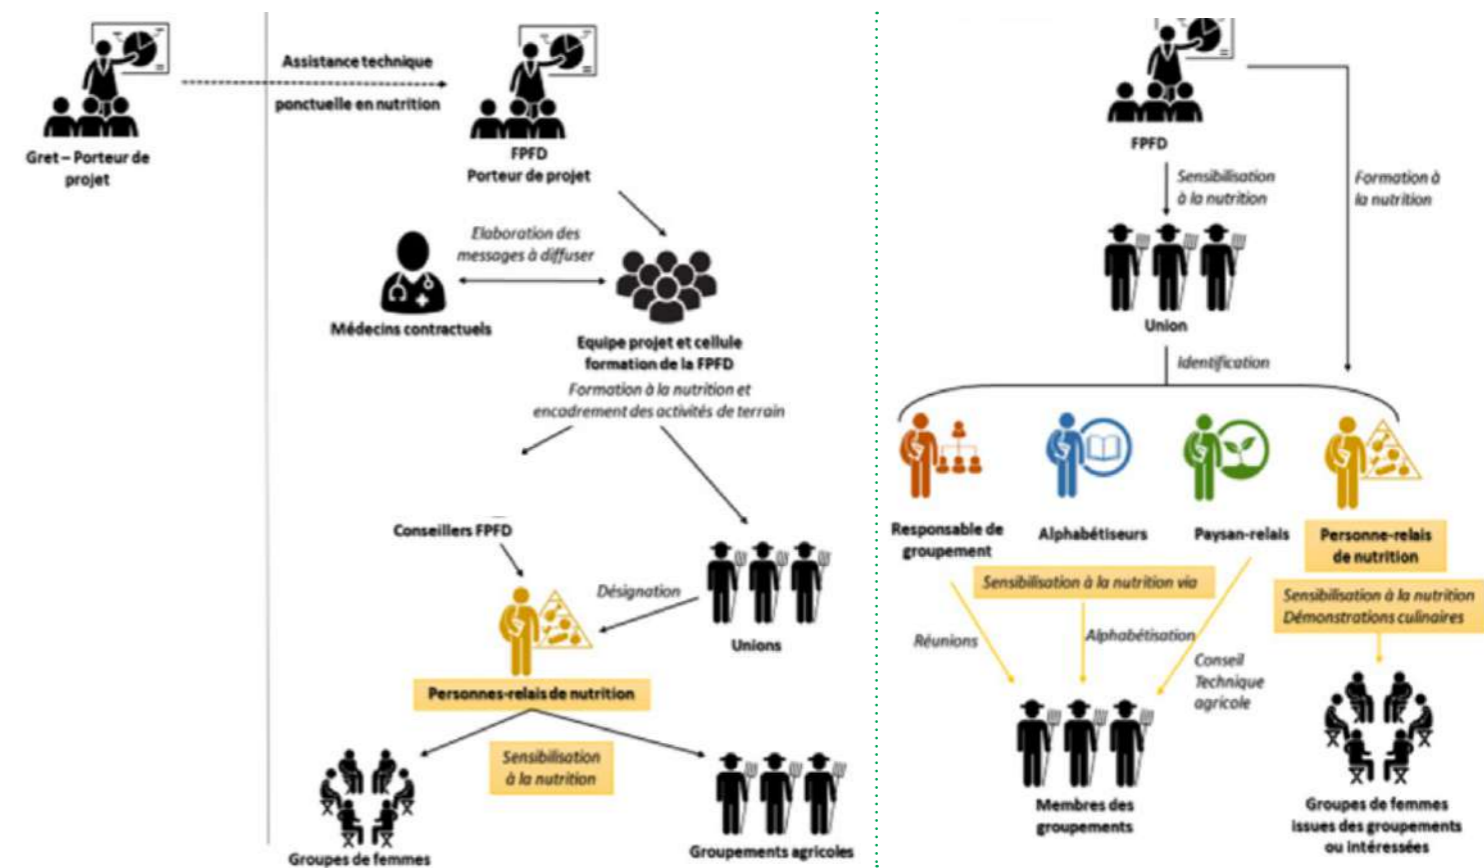 Assistance technique
ponctuelle en nutrition
Gret – Porteur de
projet
FPFD
Porteur de projet
Elaboration des
messages à diffuser
Médecins contractuels
Equipe projet et cellule
formation de la FPFD
Formation à la nutrition et
encadrement des activités de terrain
Conseillers FPFD
Désignation
Unions
Personnes-relais de nutrition
Sensibilisation
à la nutrition
Groupes de femmes
Groupements agricoles
FPFD
Sensibilisation
à la nutrition
Formation à
la nutrition
Union
Identification
Responsable de
groupement
Alphabétiseurs
Paysan-relais
Personne-relais
de nutrition
Sensibilisation à la nutrition via
Sensibilisation à la nutrition
Démonstrations culinaires
Réunions
Alphabétisation
Conseil
Technique
agricole
Membres des
groupements
Groupes de femmes
issues des groupements
ou intéressées